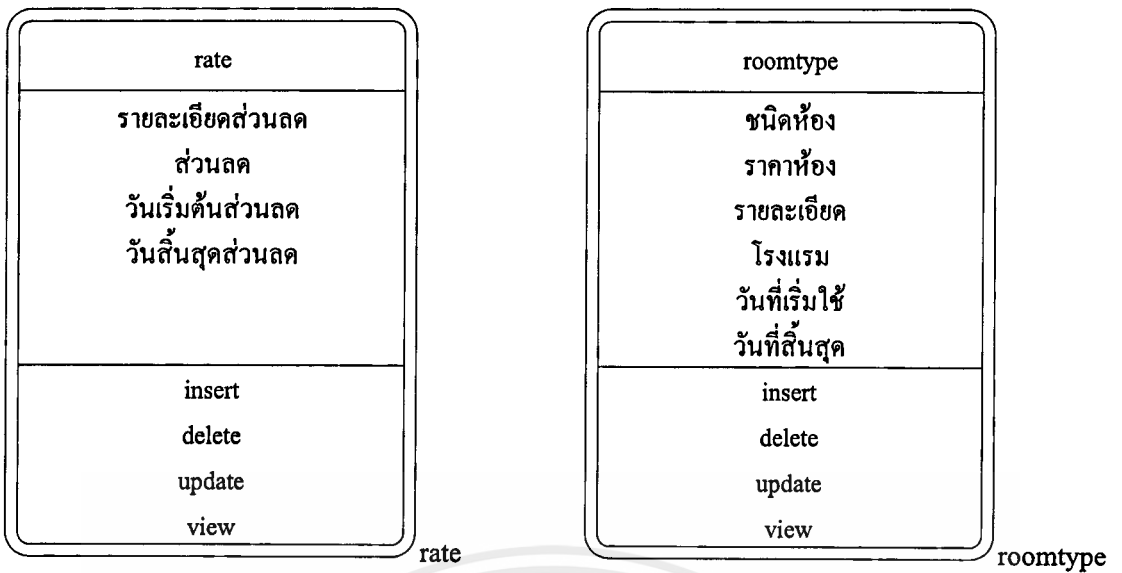 rate
รายละเอียดส่วนลด
ส่วนลด
วันเริ่มต้นส่วนลด
วันสิ้นสุดส่วนลด
insert
delete
update
view
rate
roomtype
ชนิดห้อง
ราคาห้อง
รายละเอียด
โรงแรม
วันที่เริ่มใช้
วันที่สิ้นสุด
insert
delete
update
view
roomtype